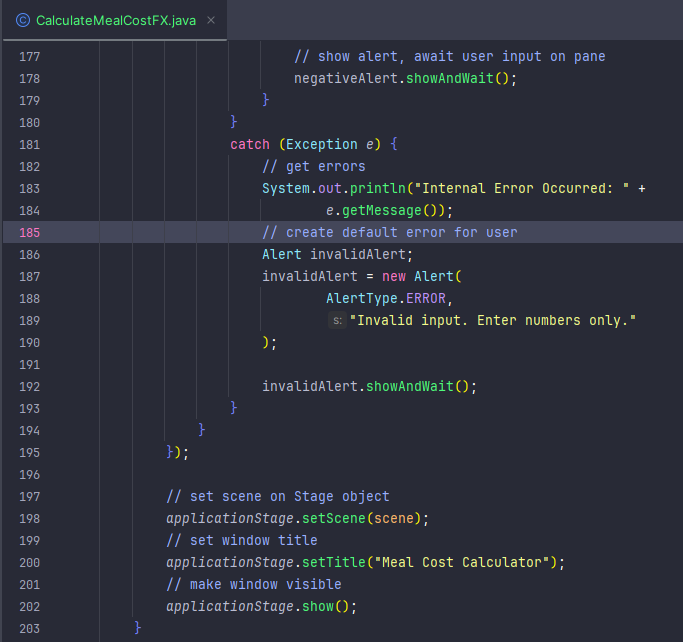 CalculateMealCostFX.java ×
177 // show alert, await user input on pane
178 negativeAlert.showAndWait();
179 }
180 }
181 catch (Exception e) {
182 // get errors
183 System.out.println("Internal Error Occurred: " +
184 e.getMessage());
185 // create default error for user
186 Alert invalidAlert;
187 invalidAlert = new Alert(
188 AlertType.ERROR,
189 s: "Invalid input. Enter numbers only."
190 );
191
192 invalidAlert.showAndWait();
193 }
194 }
195 });
196
197 // set scene on Stage object
198 applicationStage.setScene(scene);
199 // set window title
200 applicationStage.setTitle("Meal Cost Calculator");
201 // make window visible
202 applicationStage.show();
203 }